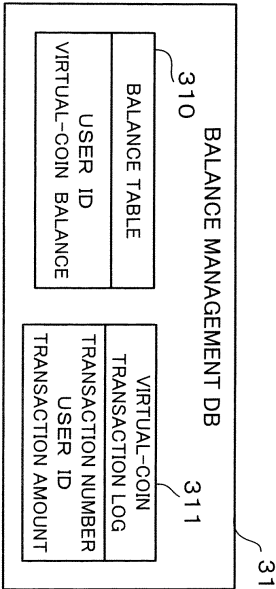 31
BALANCE MANAGEMENT DB
310
BALANCE TABLE
USER ID
VIRTUAL-COIN BALANCE
311
VIRTUAL-COIN
TRANSACTION LOG
TRANSACTION NUMBER
USER ID
TRANSACTION AMOUNT